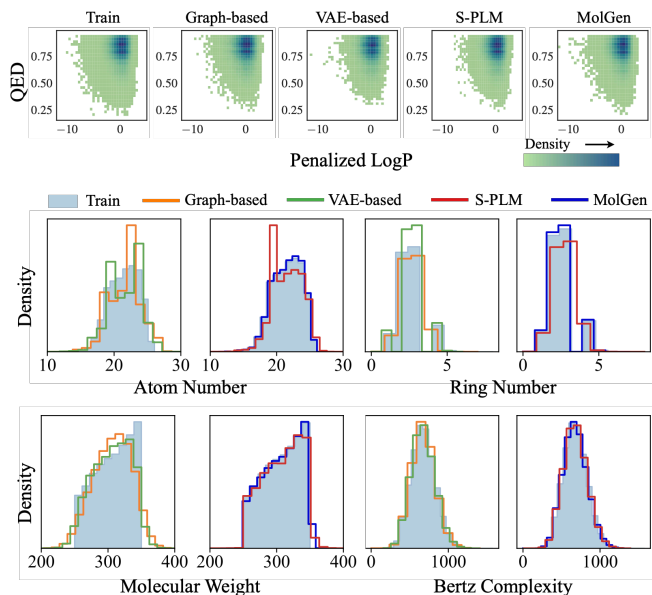 Train Graph-based VAE-based S-PLM MolGen
QED
0.75 0.75 0.75 0.75 0.75
0.50 0.50 0.50 0.50 0.50
0.25 0.25 0.25 0.25 0.25
−10 0 −10 0 −10 0 −10 0 −10 0
Penalized LogP
Density
Train Graph-based VAE-based S-PLM MolGen
Density
10 20 30 10 20 30 0 5 0 5
Atom Number Ring Number
Density
200 300 400 200 300 400 0 1000 0 1000
Molecular Weight Bertz Complexity